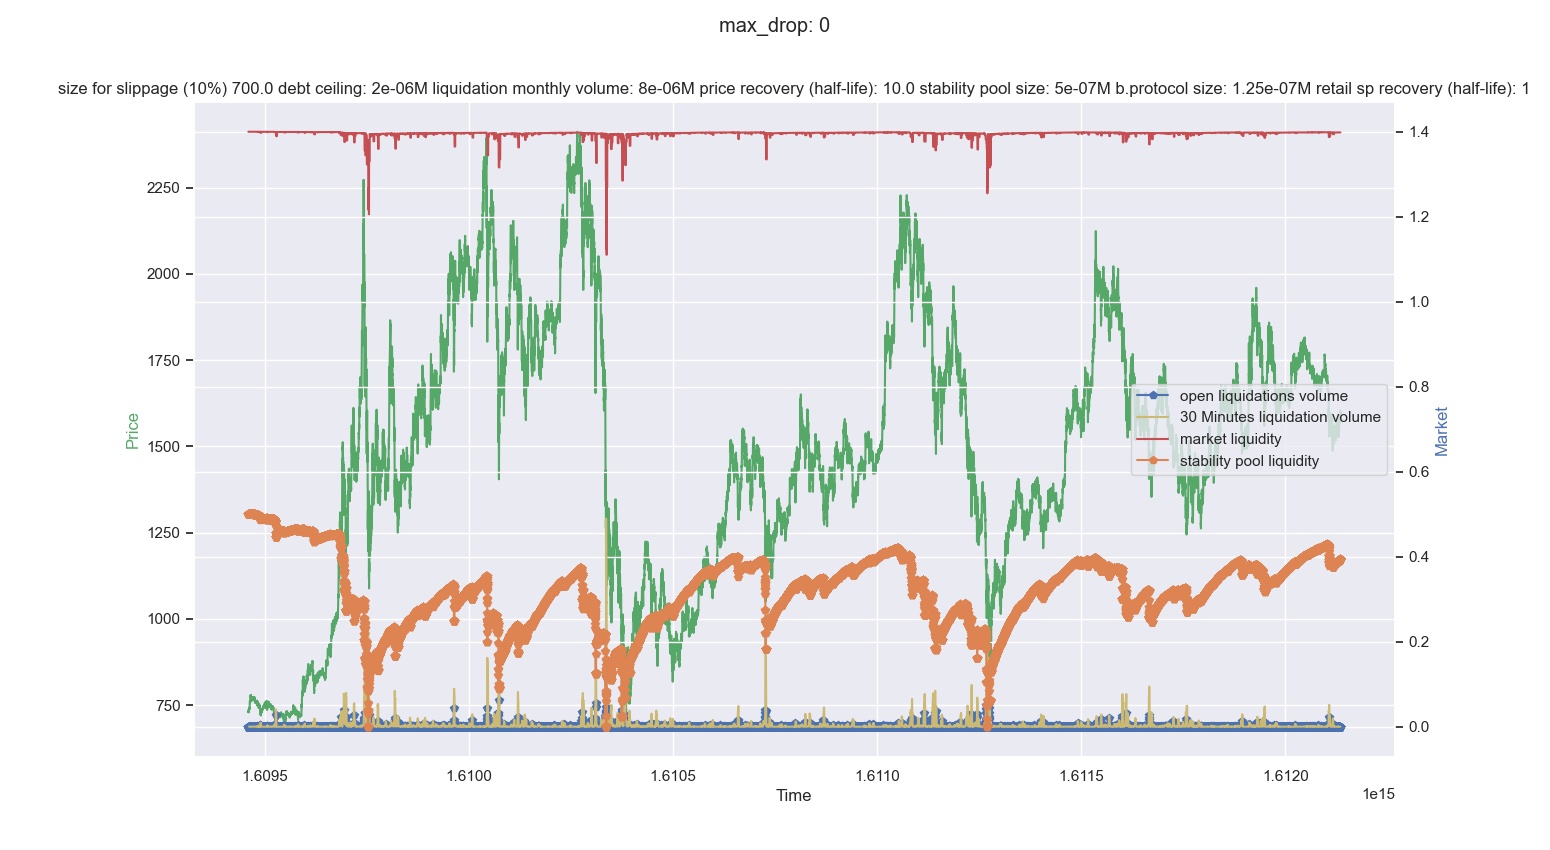 max_drop: 0
size for slippage (10%) 700.0 debt ceiling: 2e-06M liquidation monthly volume: 8e-06M price recovery (half-life): 10.0 stability pool size: 5e-07M b.protocol size: 1.25e-07M retail sp recovery (half-life): 1
2250
2000
1750
1500
1250
1000
750
Price
1.4
1.2
1.0
0.8
0.6
0.4
0.2
0.0
Market
open liquidations volume
30 Minutes liquidation volume
market liquidity
stability pool liquidity
1.6095
1.6100
1.6105
1.6110
1.6115
1.6120
1e15
Time